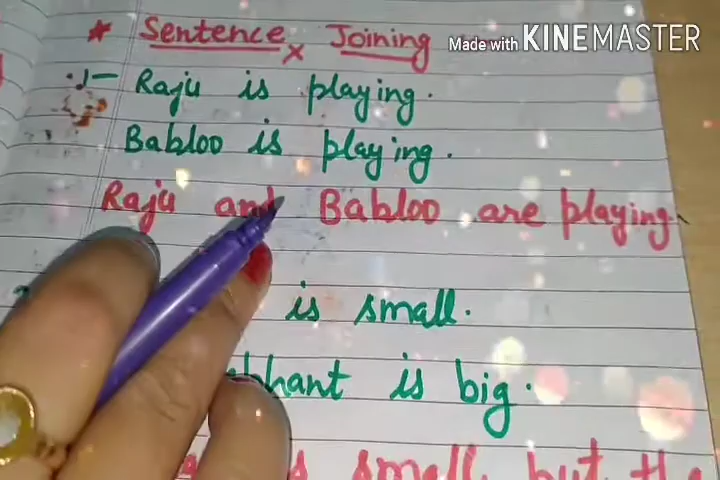 * Sentence Joining
Made with KINEMASTER
1- Raju is playing.
Babloo is playing.
Raju and Babloo are playing.
is small.
is big.
small but